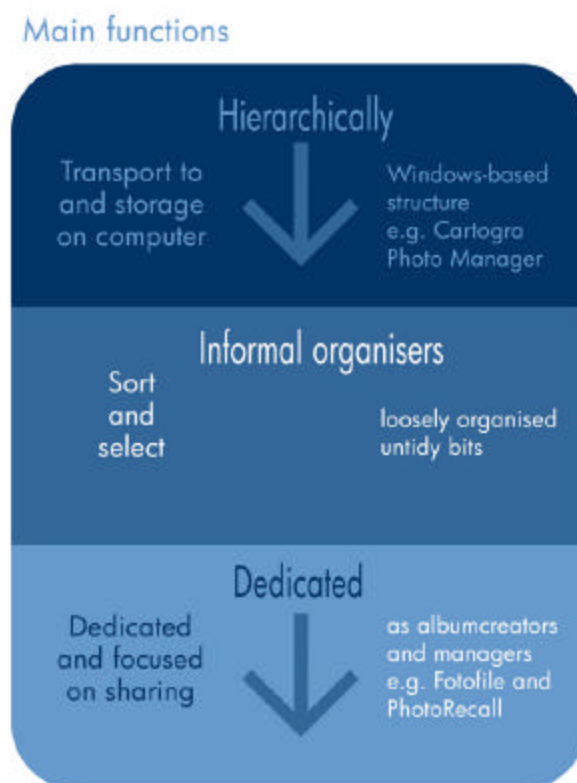 Main functions
Hierarchically
Transport to
and storage
on computer
Windows-based
structure
e.g. Cartogra
Photo Manager
Informal organisers
Sort
and
select
loosely organised
untidy bits
Dedicated
Dedicated
and focused
on sharing
as albumcreators
and managers
e.g. Fotofile and
PhotoRecall